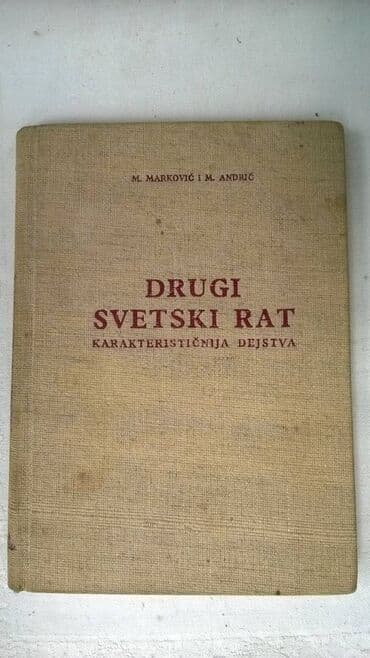 M. MARKOVIĆ I M. ANDRIĆ
DRUGI
SVETSKI RAT
KARAKTERISTIČNIJA DEJSTVA